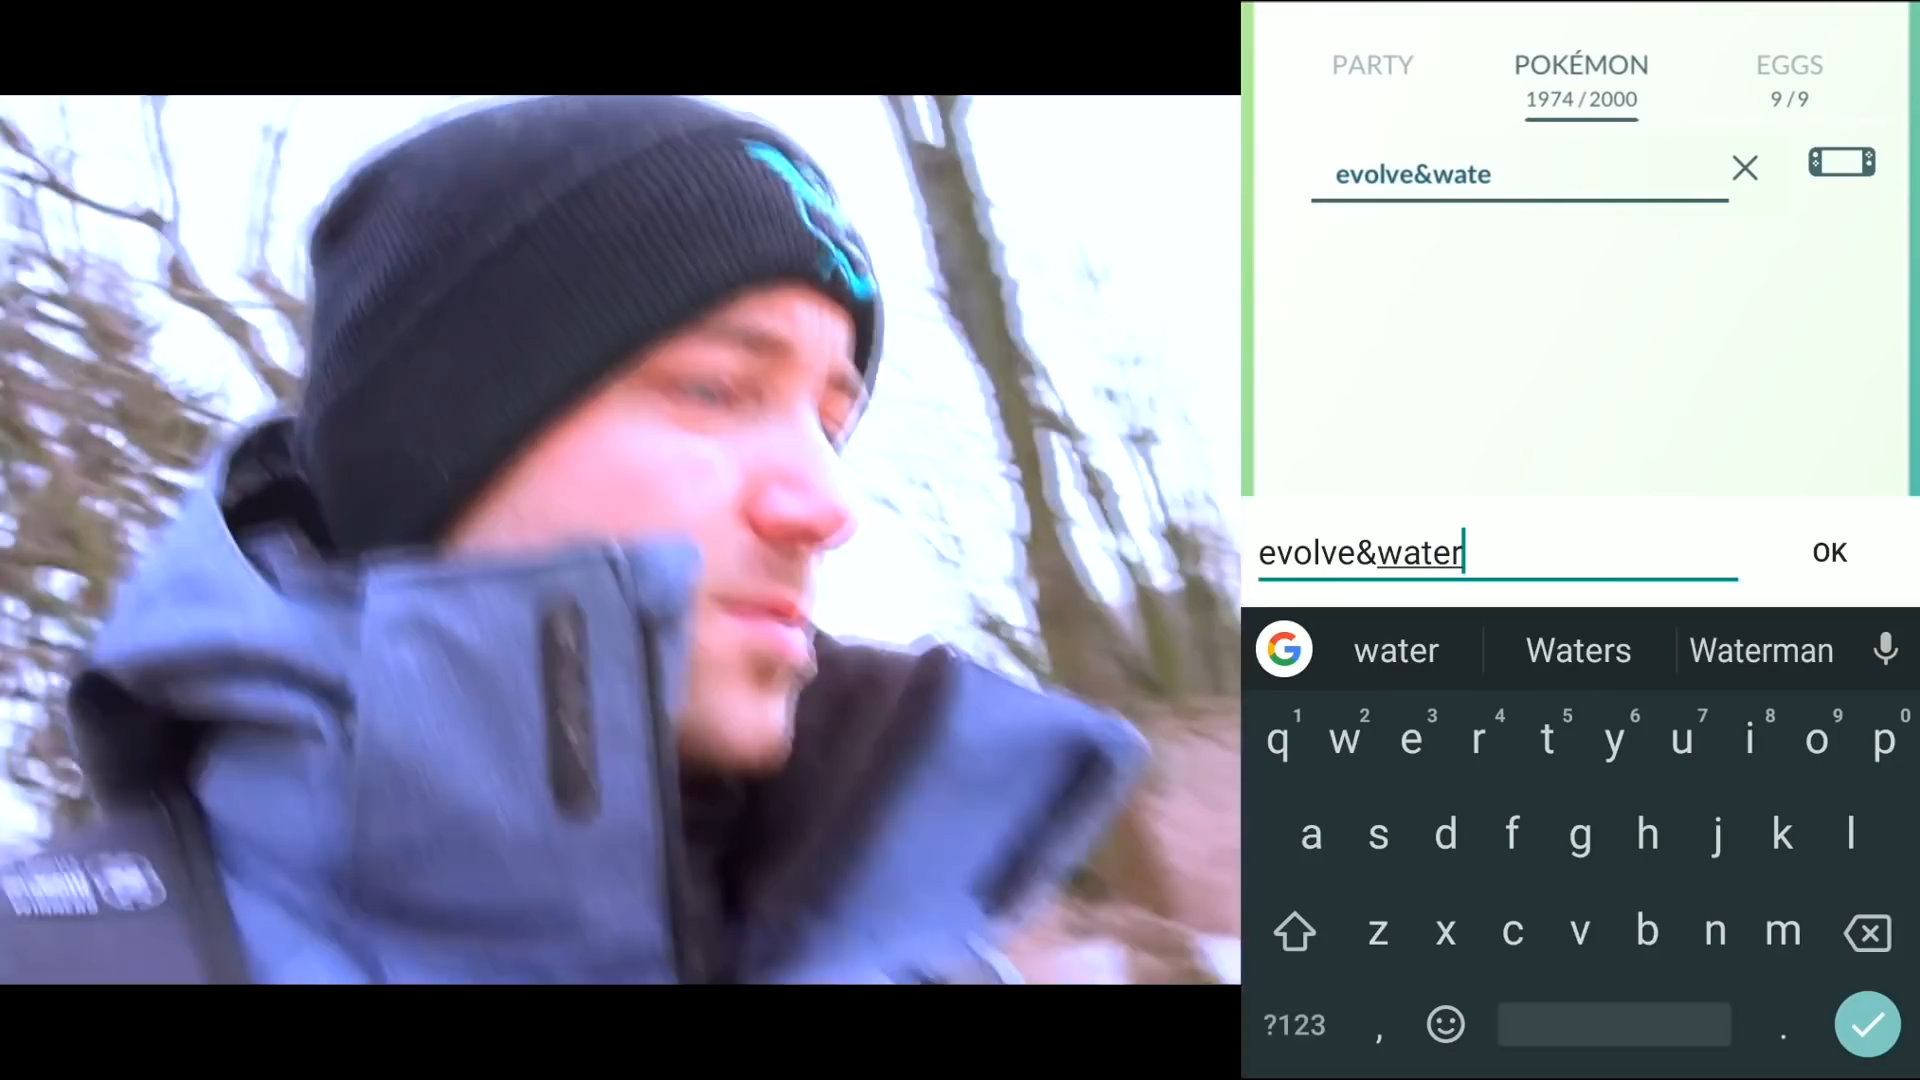 PARTY POKÉMON EGGS
1974/2000 9/9
evolve&wate
evolve&water OK
water Waters Waterman
1 2 3 4 5 6 7 8 9 0
q w e r t y u i o p
a s d f g h j k l
z x c v b n m
?123 , .